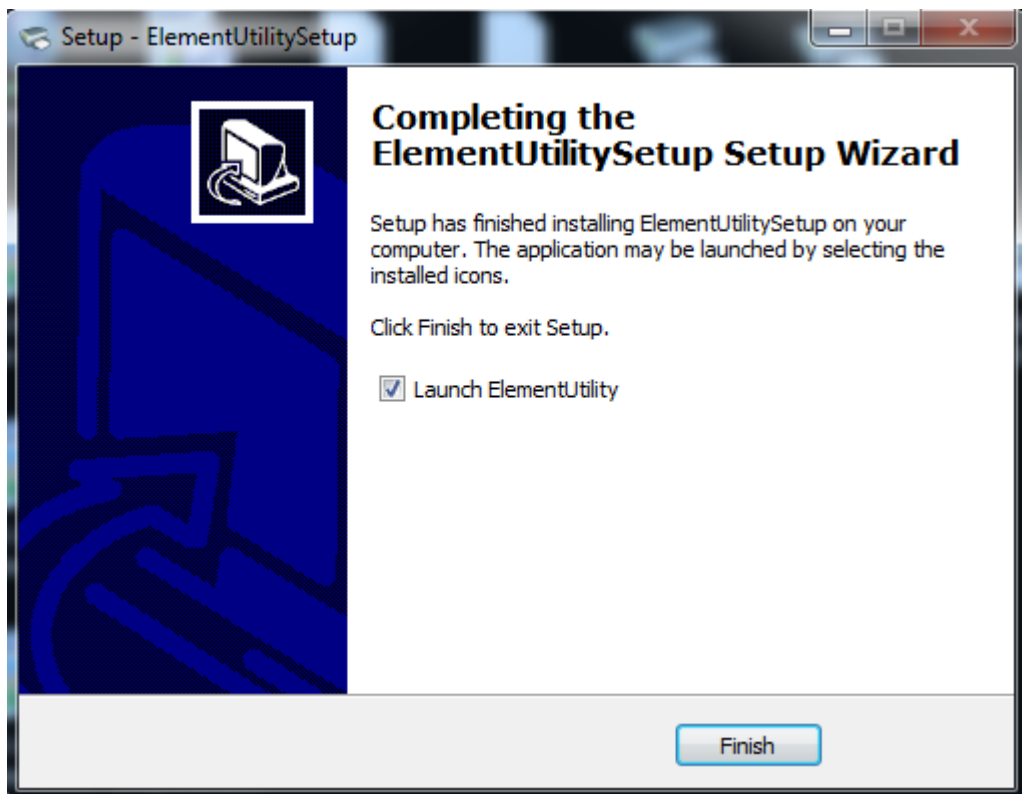 Setup - ElementUtilitySetup
Completing the
ElementUtilitySetup Setup Wizard
Setup has finished installing ElementUtilitySetup on your
computer. The application may be launched by selecting the
installed icons.
Click Finish to exit Setup.
Launch ElementUtility
Finish